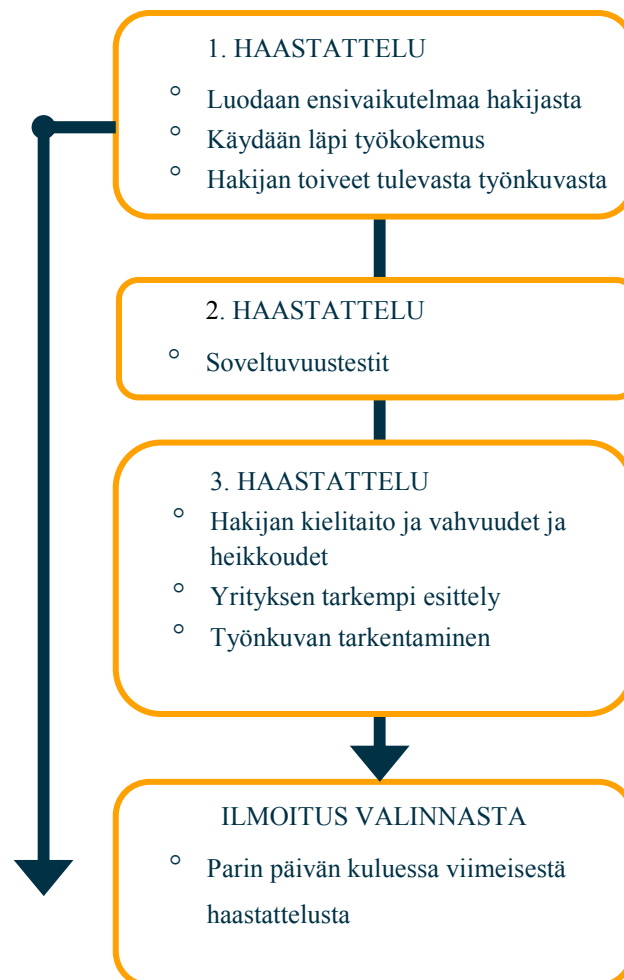 1. HAASTATTELU
° Luodaan ensivaikutelmaa hakijasta
° Käydään läpi työkokemus
° Hakijan toiveet tulevasta työnkuvasta
2. HAASTATTELU
° Soveltuvuustestit
3. HAASTATTELU
° Hakijan kielitaito ja vahvuudet ja
heikkoudet
° Yrityksen tarkempi esittely
° Työnkuvan tarkentaminen
ILMOITUS VALINNASTA
° Parin päivän kuluessa viimeisestä
haastattelusta